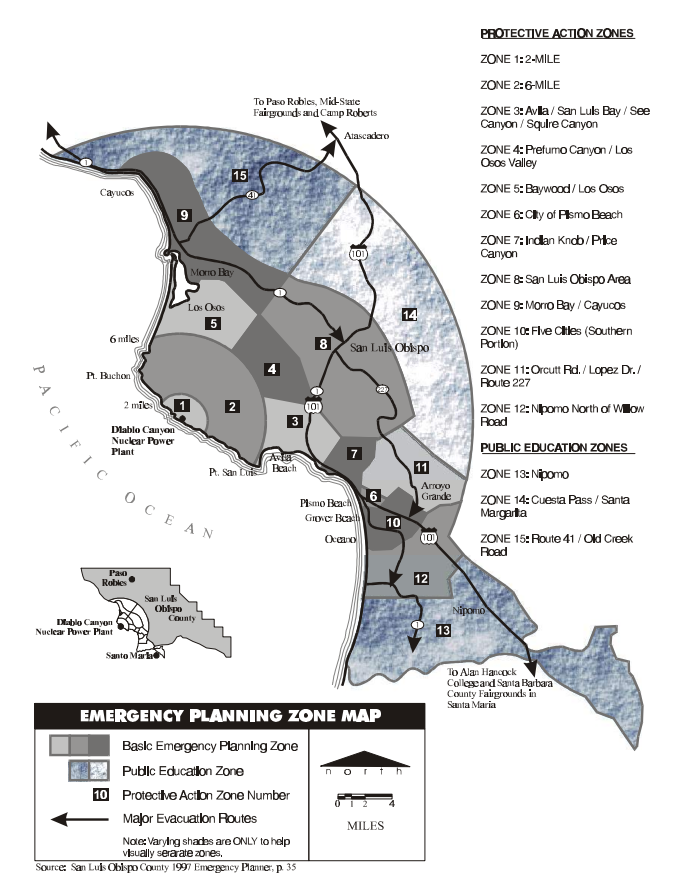 PROTECTIVE ACTION ZONES
ZONE 1: 2-MILE
ZONE 2: 6-MILE
ZONE 3: Avila / San Luis Bay / See
Canyon / Squire Canyon
ZONE 4: Prefumo Canyon / Los
Osos Valley
ZONE 5: Baywood / Los Osos
ZONE 6: City of Pismo Beach
ZONE 7: Indian Knob / Price
Canyon
ZONE 8: San Luis Obispo Area
ZONE 9: Morro Bay / Cayucos
ZONE 10: Five Cities (Southern
Portion)
ZONE 11: Orcutt Rd. / Lopez Dr. /
Route 227
ZONE 12: Nipomo North of Willow
Road
PUBLIC EDUCATION ZONES
ZONE 13: Nipomo
ZONE 14: Cuesta Pass / Santa
Margarita
ZONE 15: Route 41 / Old Creek
Road
To Paso Robles, Mid-State
Fairgrounds and Camp Roberts
Atascadero
1
15
41
Cayucos
9
101
Morro Bay
1
Los Osos
5
14
6 miles
8
San Luis Obispo
Pt. Buchon
4
2 miles
1
2
1
101
227
3
Diablo Canyon
Nuclear Power
Plant
7
Pt. San Luis
Avila
Beach
11
Arroyo
Grande
6
Pismo Beach
Grover Beach
10
101
Oceano
12
Nipomo
1
13
PACIFIC OCEAN
To Alan Hancock
College and Santa Barbara
County Fairgrounds in
Santa Maria
Paso
Robles
San Luis
Obispo
County
Diablo Canyon
Nuclear Power Plant
Santo Maria
EMERGENCY PLANNING ZONE MAP
Basic Emergency Planning Zone
Public Education Zone
10 Protective Action Zone Number
Major Evacuation Routes
Note: Varying shades are ONLY to help
visually serarate zones.
north
0 1 2 4
MILES
Source: San Luis Obispo County 1997 Emergency Planner, p. 35